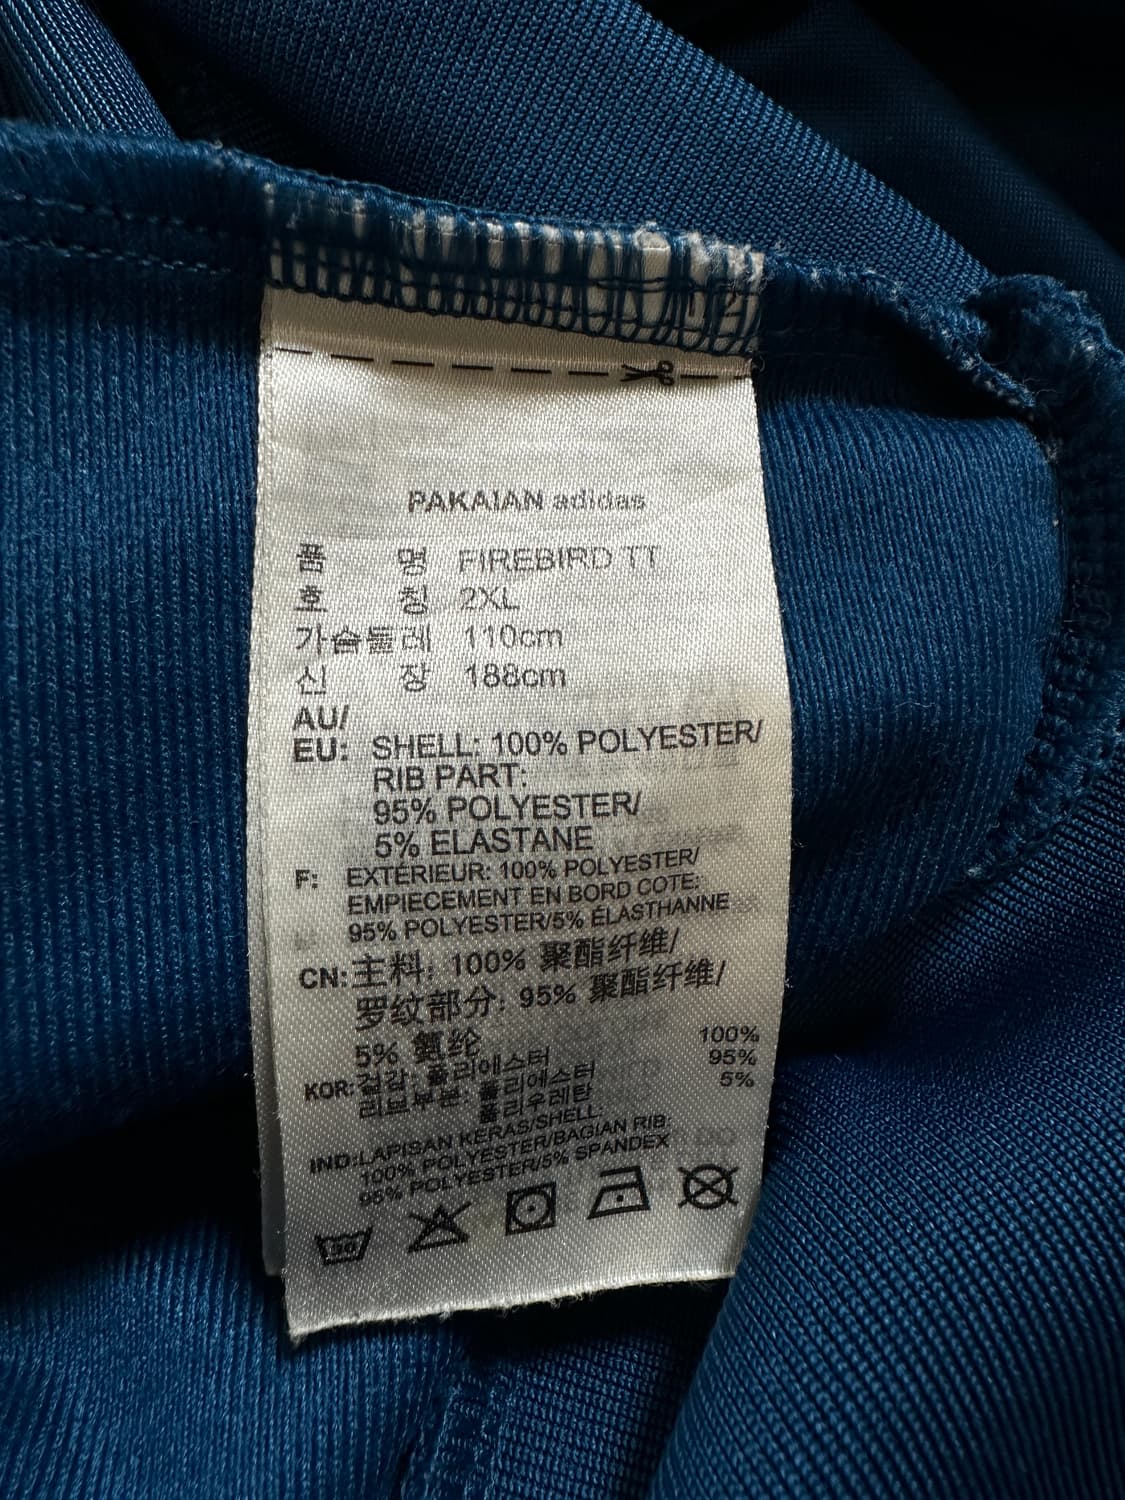 PAKAIAN adidas
품 명 FIREBIRD TT
호 칭 2XL
가슴둘레 110cm
신 장 188cm
AU/
EU: SHELL: 100% POLYESTER/
RIB PART:
95% POLYESTER/
5% ELASTANE
F: EXTÉRIEUR: 100% POLYESTER/
EMPIECEMENT EN BORD COTE:
95% POLYESTER/5% ÉLASTHANNE
CN: 主料: 100% 聚酯纤维/
罗纹部分: 95% 聚酯纤维/
5% 氨纶
KOR: 겉감: 폴리에스터 100%
리브부분: 폴리에스터 95%
폴리우레탄 5%
IND: LAPISAN KERAS/SHELL:
100% POLYESTER/BAGIAN RIB:
95% POLYESTER/5% SPANDEX
30